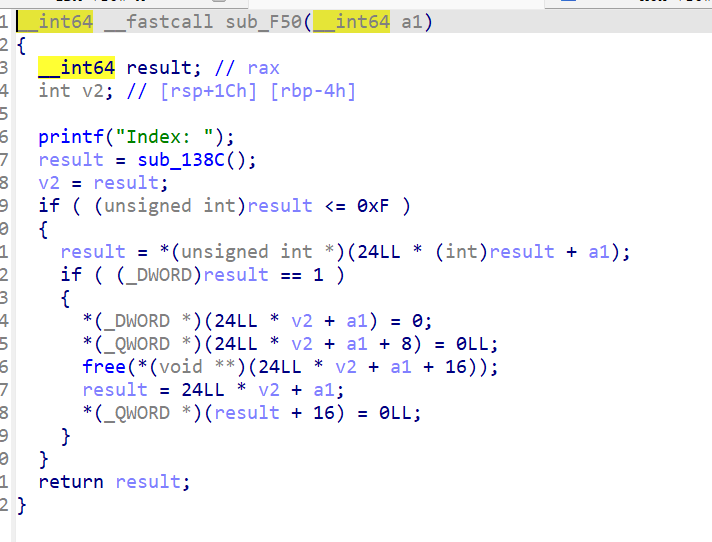 1 __int64 __fastcall sub_F50(__int64 a1)
2 {
3   __int64 result; // rax
4   int v2; // [rsp+1Ch] [rbp-4h]
5
6   printf("Index: ");
7   result = sub_138C();
8   v2 = result;
9   if ( (unsigned int)result <= 0xF )
0   {
1     result = *(unsigned int *)(24LL * (int)result + a1);
2     if ( (_DWORD)result == 1 )
3     {
4       *(_DWORD *)(24LL * v2 + a1) = 0;
5       *(_QWORD *)(24LL * v2 + a1 + 8) = 0LL;
6       free(*(void **)(24LL * v2 + a1 + 16));
7       result = 24LL * v2 + a1;
8       *(_QWORD *)(result + 16) = 0LL;
9     }
0   }
1   return result;
2 }